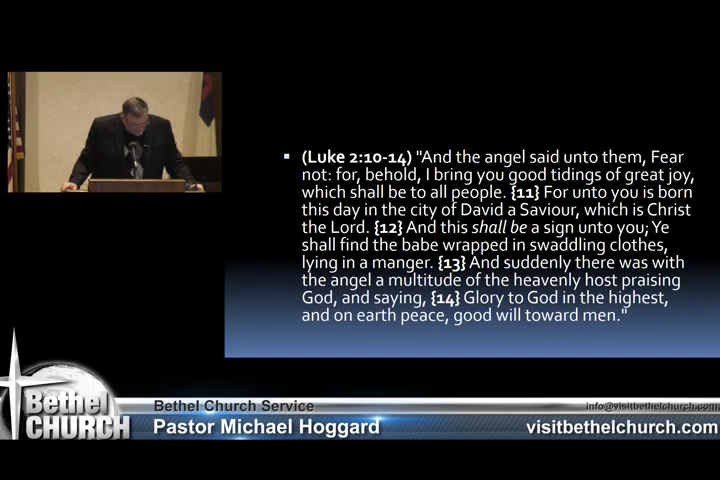 ▪ (Luke 2:10-14) "And the angel said unto them, Fear
not: for, behold, I bring you good tidings of great joy,
which shall be to all people. {11} For unto you is born
this day in the city of David a Saviour, which is Christ
the Lord. {12} And this shall be a sign unto you; Ye
shall find the babe wrapped in swaddling clothes,
lying in a manger. {13} And suddenly there was with
the angel a multitude of the heavenly host praising
God, and saying, {14} Glory to God in the highest,
and on earth peace, good will toward men."
Bethel
CHURCH
Bethel Church Service
info@visitbethelchurch.com
Pastor Michael Hoggard
visitbethelchurch.com